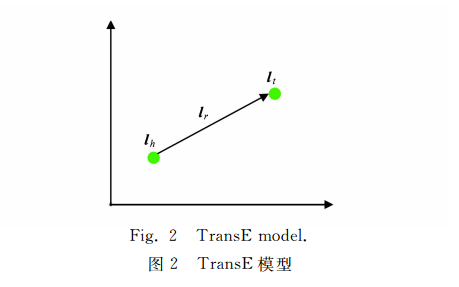 l_t
l_r
l_h
Fig. 2 TransE model.
图 2 TransE 模型